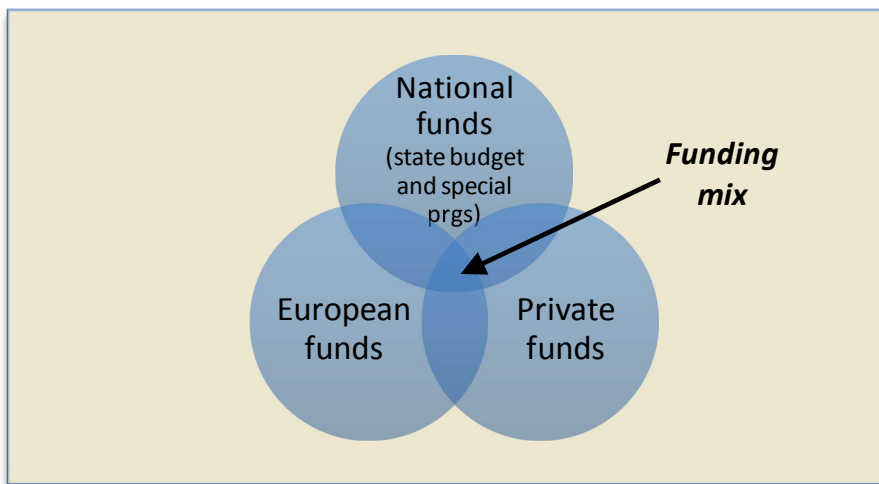 National
funds
(state budget
and special
prgs)
Funding
mix
European
funds
Private
funds